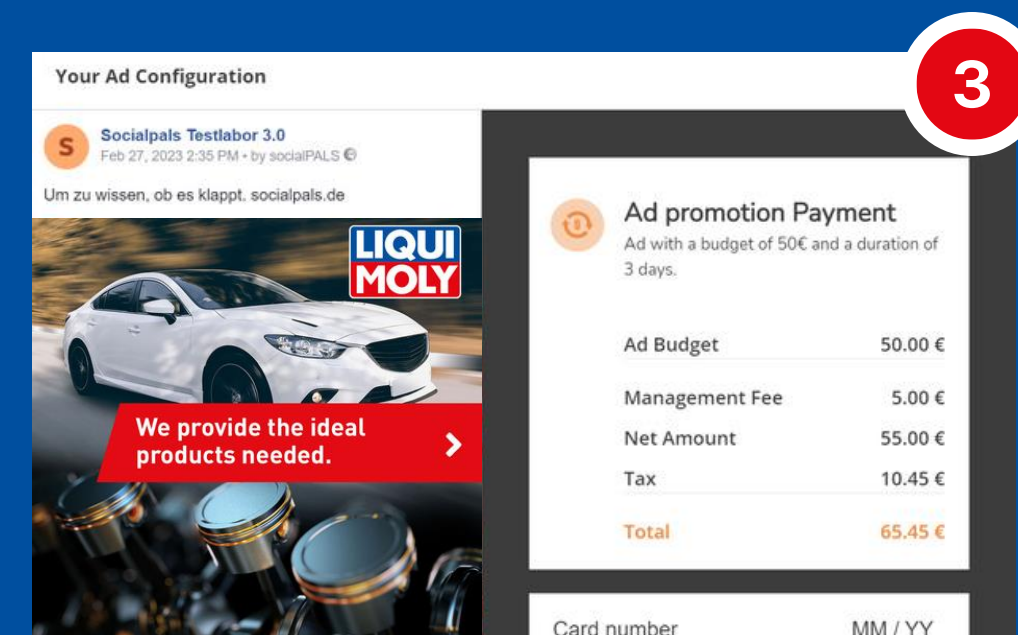 3
Your Ad Configuration
S
Socialpals Testlabor 3.0
Feb 27, 2023 2:35 PM • by socialPALS
Um zu wissen, ob es klappt. socialpals.de
LIQUI
MOLY
We provide the ideal
products needed.
Ad promotion Payment
Ad with a budget of 50€ and a duration of
3 days.
Ad Budget 50.00 €
Management Fee 5.00 €
Net Amount 55.00 €
Tax 10.45 €
Total 65.45 €
Card number MM / YY